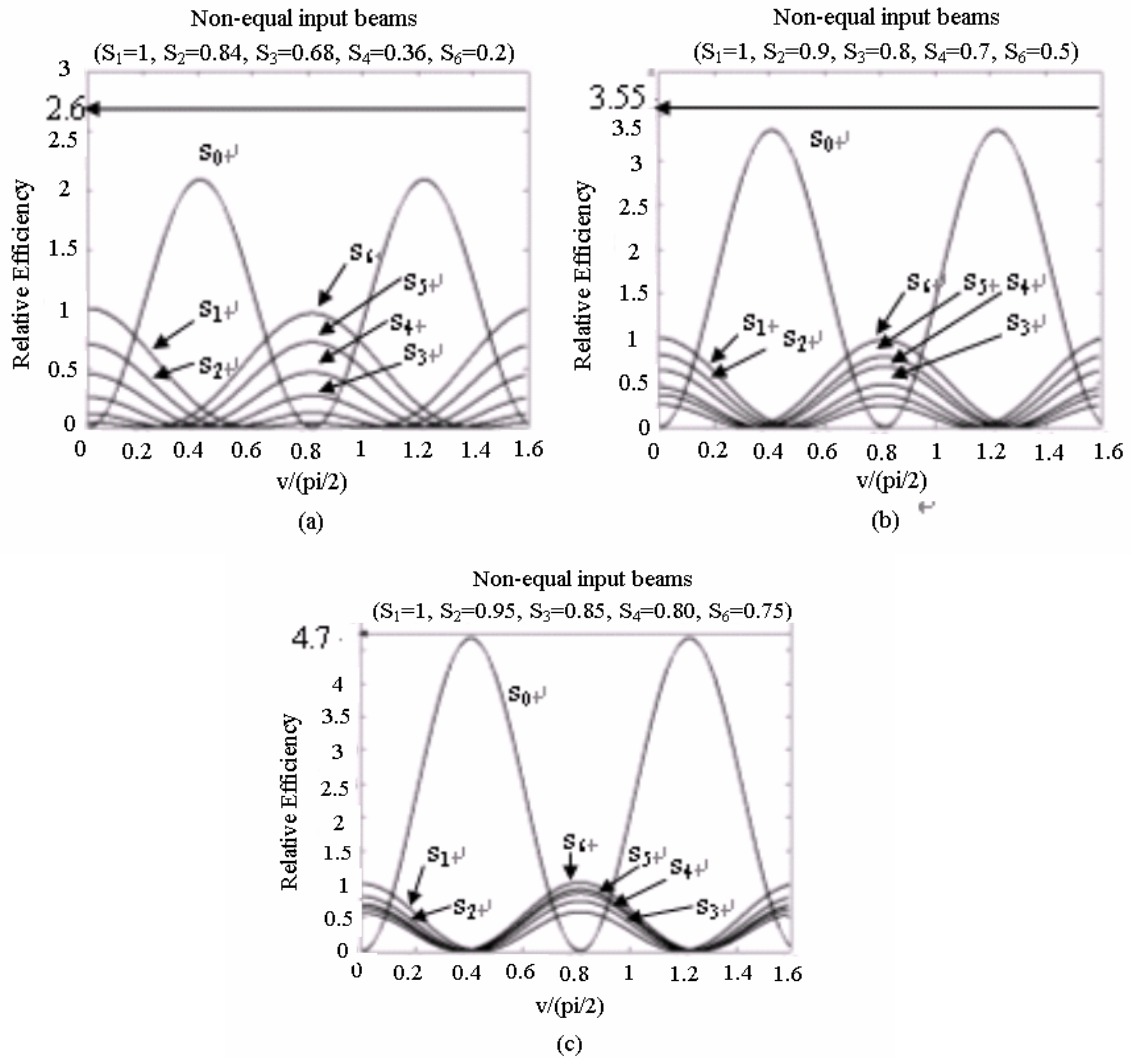 Non-equal input beams
(S₁=1, S₂=0.84, S₃=0.68, S₄=0.36, S₆=0.2)
3
2.6
2.5
2
1.5
1
0.5
0
Relative Efficiency
S₀↵
S₁↵
S₂↵
S₆
S₅↵
S₄
S₃↵
0 0.2 0.4 0.6 0.8 1 1.2 1.4 1.6
v/(pi/2)
(a)
Non-equal input beams
(S₁=1, S₂=0.9, S₃=0.8, S₄=0.7, S₆=0.5)
3.55
3.5
3
2.5
2
1.5
1
0.5
0
Relative Efficiency
S₀↵
S₁
S₂↵
S₆↵
S₅
S₄↵
S₃↵
0 0.2 0.4 0.6 0.8 1 1.2 1.4 1.6
v/(pi/2)
(b) ↵
Non-equal input beams
(S₁=1, S₂=0.95, S₃=0.85, S₄=0.80, S₆=0.75)
4.7
4
3.5
3
2.5
2
1.5
1
0.5
0
Relative Efficiency
S₀↵
S₁↵
S₂↵
S₆
S₅↵
S₄↵
S₃↵
0 0.2 0.4 0.6 0.8 1 1.2 1.4 1.6
v/(pi/2)
(c)